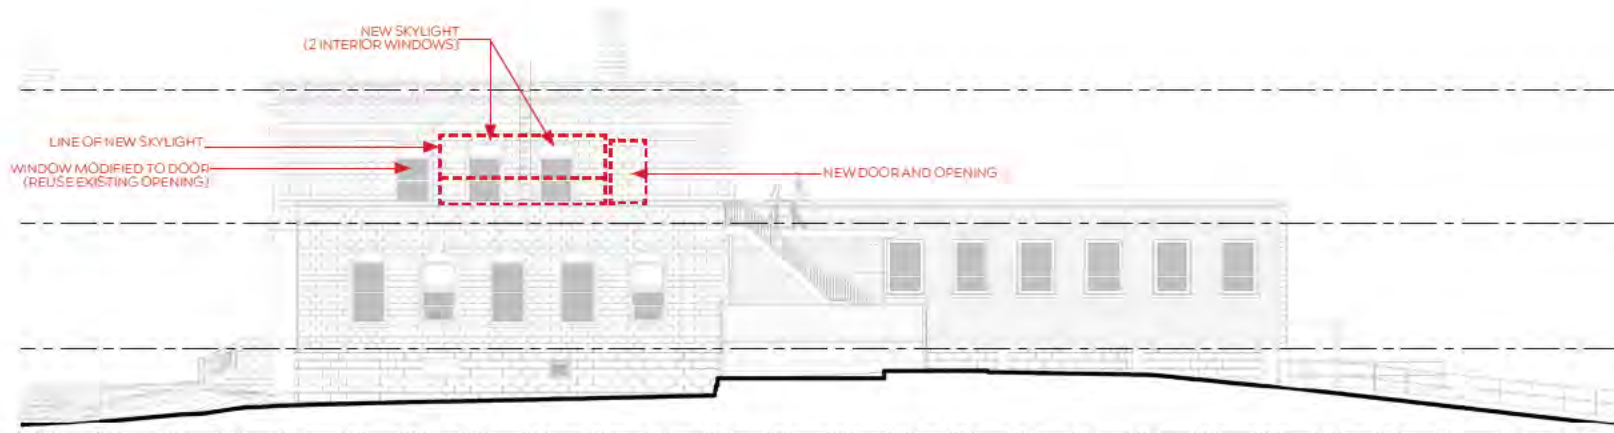 NEW SKYLIGHT
(2 INTERIOR WINDOWS)
LINE OF NEW SKYLIGHT
WINDOW MODIFIED TO DOOR
(REUSE EXISTING OPENING)
NEW DOOR AND OPENING